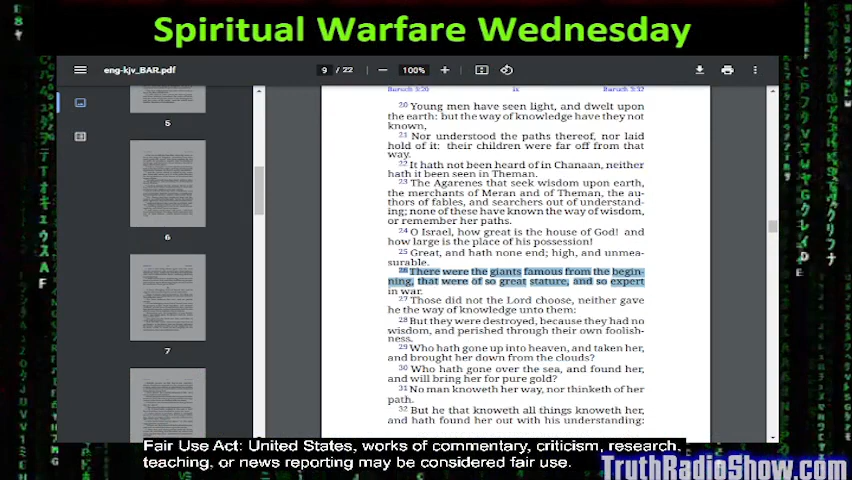 Spiritual Warfare Wednesday
eng-kjv_BAR.pdf
9 / 22
100%
Baruch 3:20
ix
Baruch 3:32
20 Young men have seen light, and dwelt upon
the earth: but the way of knowledge have they not
known,
21 Nor understood the paths thereof, nor laid
hold of it: their children were far off from that
way.
22 It hath not been heard of in Chanaan, neither
hath it been seen in Theman.
23 The Agarenes that seek wisdom upon earth,
the merchants of Meran and of Theman, the au-
thors of fables, and searchers out of understand-
ing; none of these have known the way of wisdom,
or remember her paths.
24 O Israel, how great is the house of God! and
how large is the place of his possession!
25 Great, and hath none end; high, and unmea-
surable.
26 There were the giants famous from the begin-
ning, that were of so great stature, and so expert
in war.
27 Those did not the Lord choose, neither gave
he the way of knowledge unto them:
28 But they were destroyed, because they had no
wisdom, and perished through their own foolish-
ness.
29 Who hath gone up into heaven, and taken her,
and brought her down from the clouds?
30 Who hath gone over the sea, and found her,
and will bring her for pure gold?
31 No man knoweth her way, nor thinketh of her
path.
32 But he that knoweth all things knoweth her,
and hath found her out with his understanding:
5
6
7
Fair Use Act: United States, works of commentary, criticism, research,
teaching, or news reporting may be considered fair use.
TruthRadioShow.com